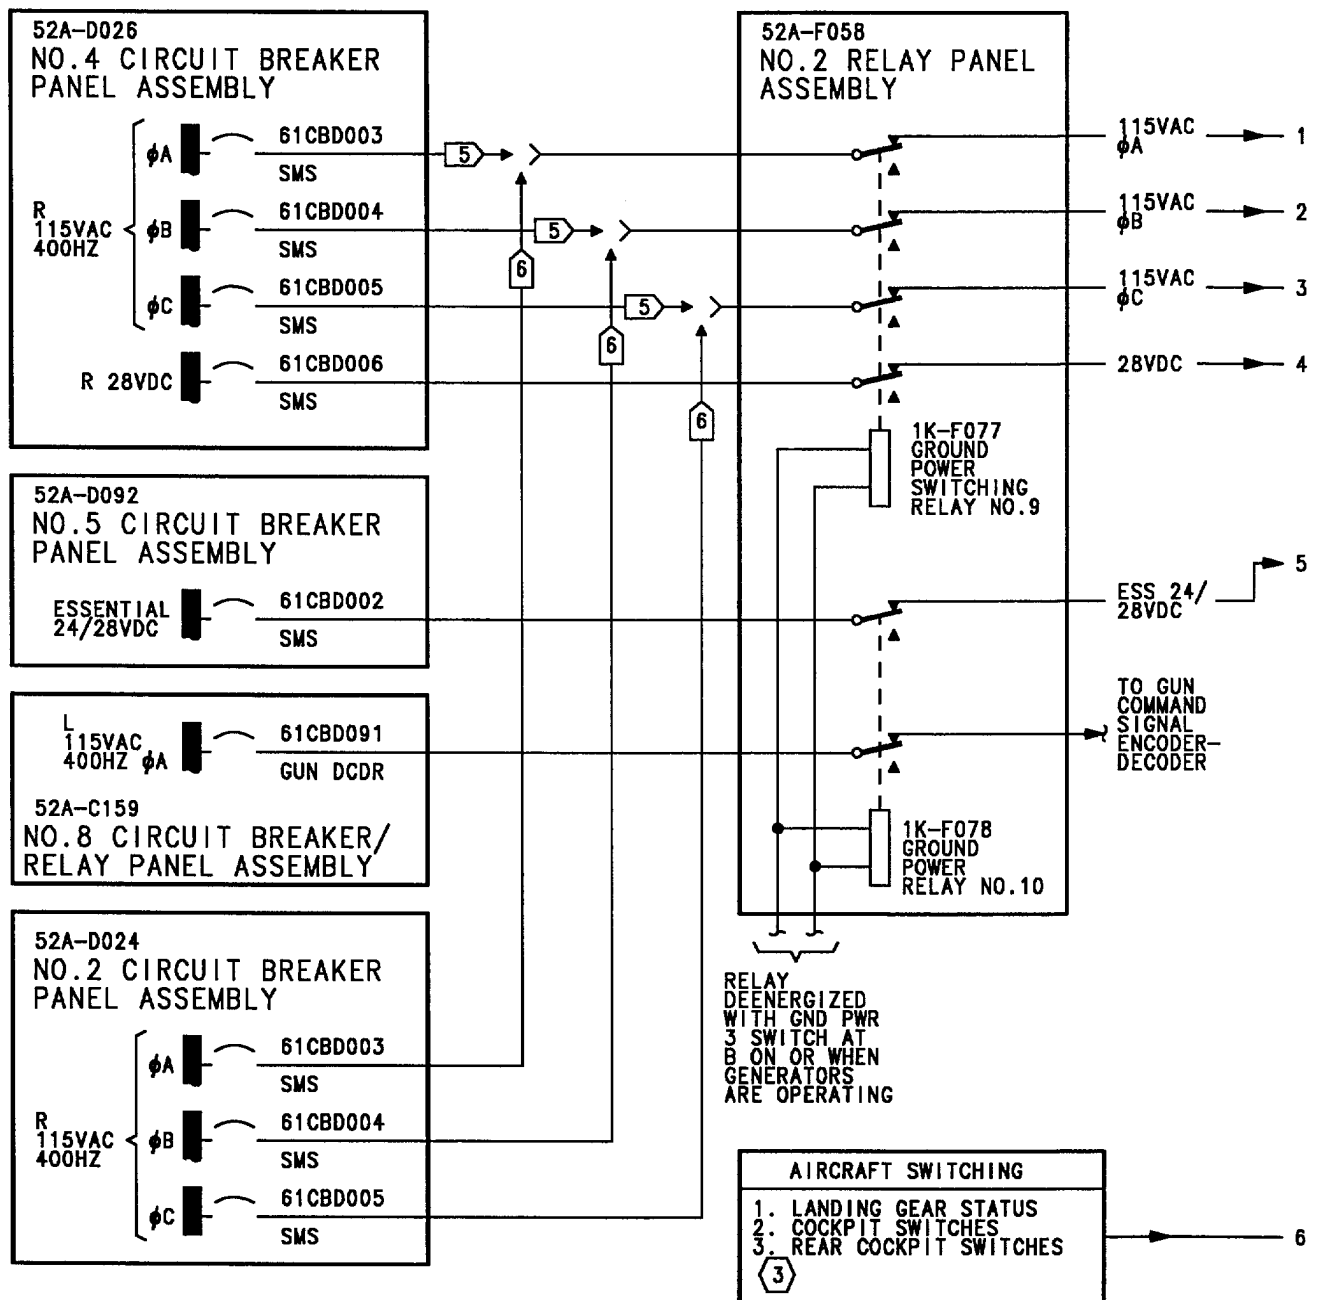 52A-D026
NO.4 CIRCUIT BREAKER
PANEL ASSEMBLY
R
115VAC
400HZ
φA
61CBD003
SMS
φB
61CBD004
SMS
φC
61CBD005
SMS
R 28VDC
61CBD006
SMS
5
5
5
6
6
6
52A-D092
NO.5 CIRCUIT BREAKER
PANEL ASSEMBLY
ESSENTIAL
24/28VDC
61CBD002
SMS
L
115VAC
400HZ φA
61CBD091
GUN DCDR
52A-C159
NO.8 CIRCUIT BREAKER/
RELAY PANEL ASSEMBLY
52A-D024
NO.2 CIRCUIT BREAKER
PANEL ASSEMBLY
R
115VAC
400HZ
φA
61CBD003
SMS
φB
61CBD004
SMS
φC
61CBD005
SMS
52A-F058
NO.2 RELAY PANEL
ASSEMBLY
115VAC
φA
1
115VAC
φB
2
115VAC
φC
3
28VDC
4
1K-F077
GROUND
POWER
SWITCHING
RELAY NO.9
ESS 24/
28VDC
5
TO GUN
COMMAND
SIGNAL
ENCODER-
DECODER
1K-F078
GROUND
POWER
RELAY NO.10
RELAY
DEENERGIZED
WITH GND PWR
3 SWITCH AT
B ON OR WHEN
GENERATORS
ARE OPERATING
AIRCRAFT SWITCHING
1. LANDING GEAR STATUS
2. COCKPIT SWITCHES
3. REAR COCKPIT SWITCHES
3
6